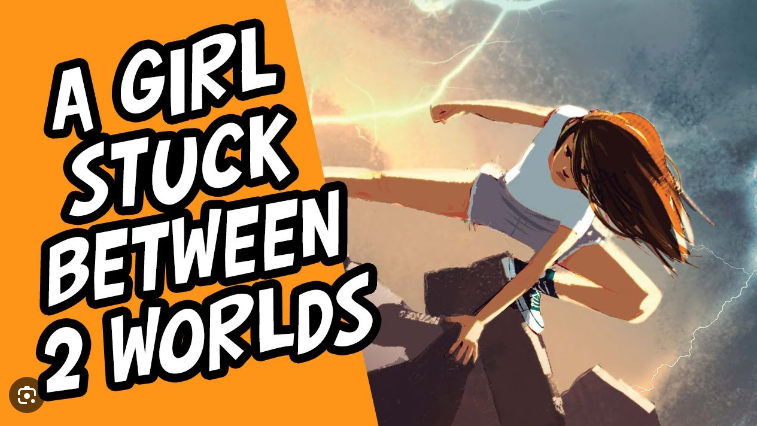 A GIRL
STUCK
BETWEEN
2 WORLDS